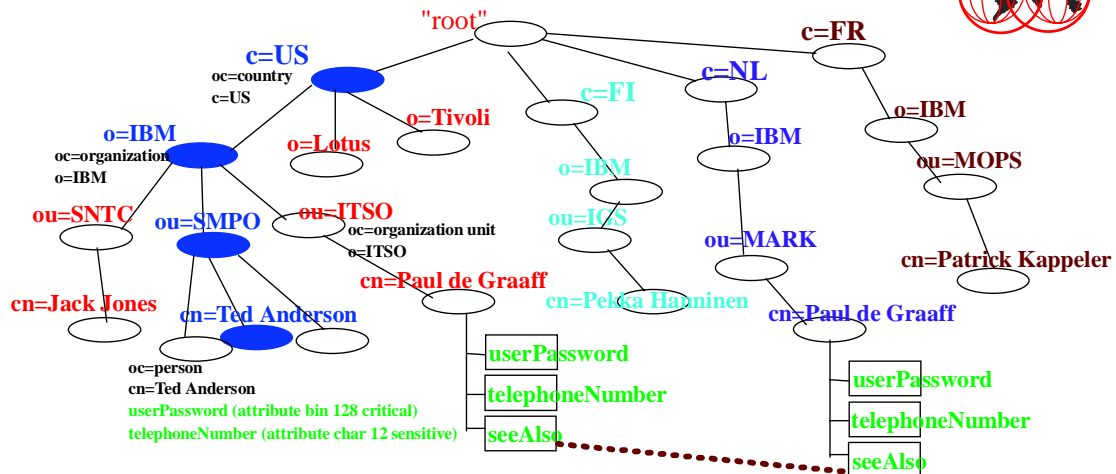 "root"
c=US
oc=country
c=US
c=FR
c=NL
c=FI
o=IBM
oc=organization
o=IBM
o=Lotus
o=Tivoli
o=IBM
o=IBM
o=IBM
ou=MOPS
ou=SNTC
ou=SMPO
ou=ITSO
oc=organization unit
o=ITSO
ou=IGS
ou=MARK
cn=Patrick Kappeler
cn=Paul de Graaff
cn=Jack Jones
cn=Ted Anderson
cn=Pekka Hanninen
cn=Paul de Graaff
oc=person
cn=Ted Anderson
userPassword (attribute bin 128 critical)
telephoneNumber (attribute char 12 sensitive)
userPassword
telephoneNumber
seeAlso
userPassword
telephoneNumber
seeAlso